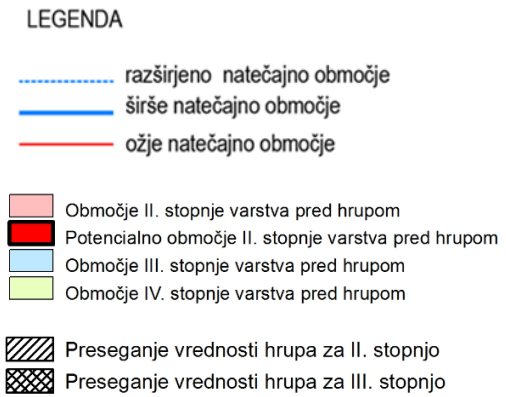 LEGENDA
razširjeno natečajno območje
širše natečajno območje
ožje natečajno območje
Območje II. stopnje varstva pred hrupom
Potencialno območje II. stopnje varstva pred hrupom
Območje III. stopnje varstva pred hrupom
Območje IV. stopnje varstva pred hrupom
Preseganje vrednosti hrupa za II. stopnjo
Preseganje vrednosti hrupa za III. stopnjo